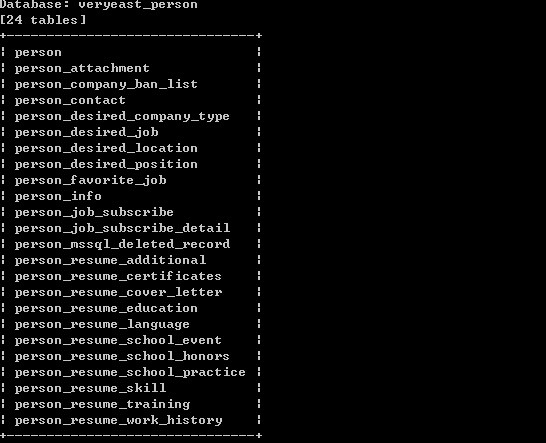 Database: veryeast_person
[24 tables]
+-------------------------------+
¦ person ¦
¦ person_attachment ¦
¦ person_company_ban_list ¦
¦ person_contact ¦
¦ person_desired_company_type ¦
¦ person_desired_job ¦
¦ person_desired_location ¦
¦ person_desired_position ¦
¦ person_favorite_job ¦
¦ person_info ¦
¦ person_job_subscribe ¦
¦ person_job_subscribe_detail ¦
¦ person_mssql_deleted_record ¦
¦ person_resume_additional ¦
¦ person_resume_certificates ¦
¦ person_resume_cover_letter ¦
¦ person_resume_education ¦
¦ person_resume_language ¦
¦ person_resume_school_event ¦
¦ person_resume_school_honors ¦
¦ person_resume_school_practice ¦
¦ person_resume_skill ¦
¦ person_resume_training ¦
¦ person_resume_work_history ¦
+-------------------------------+